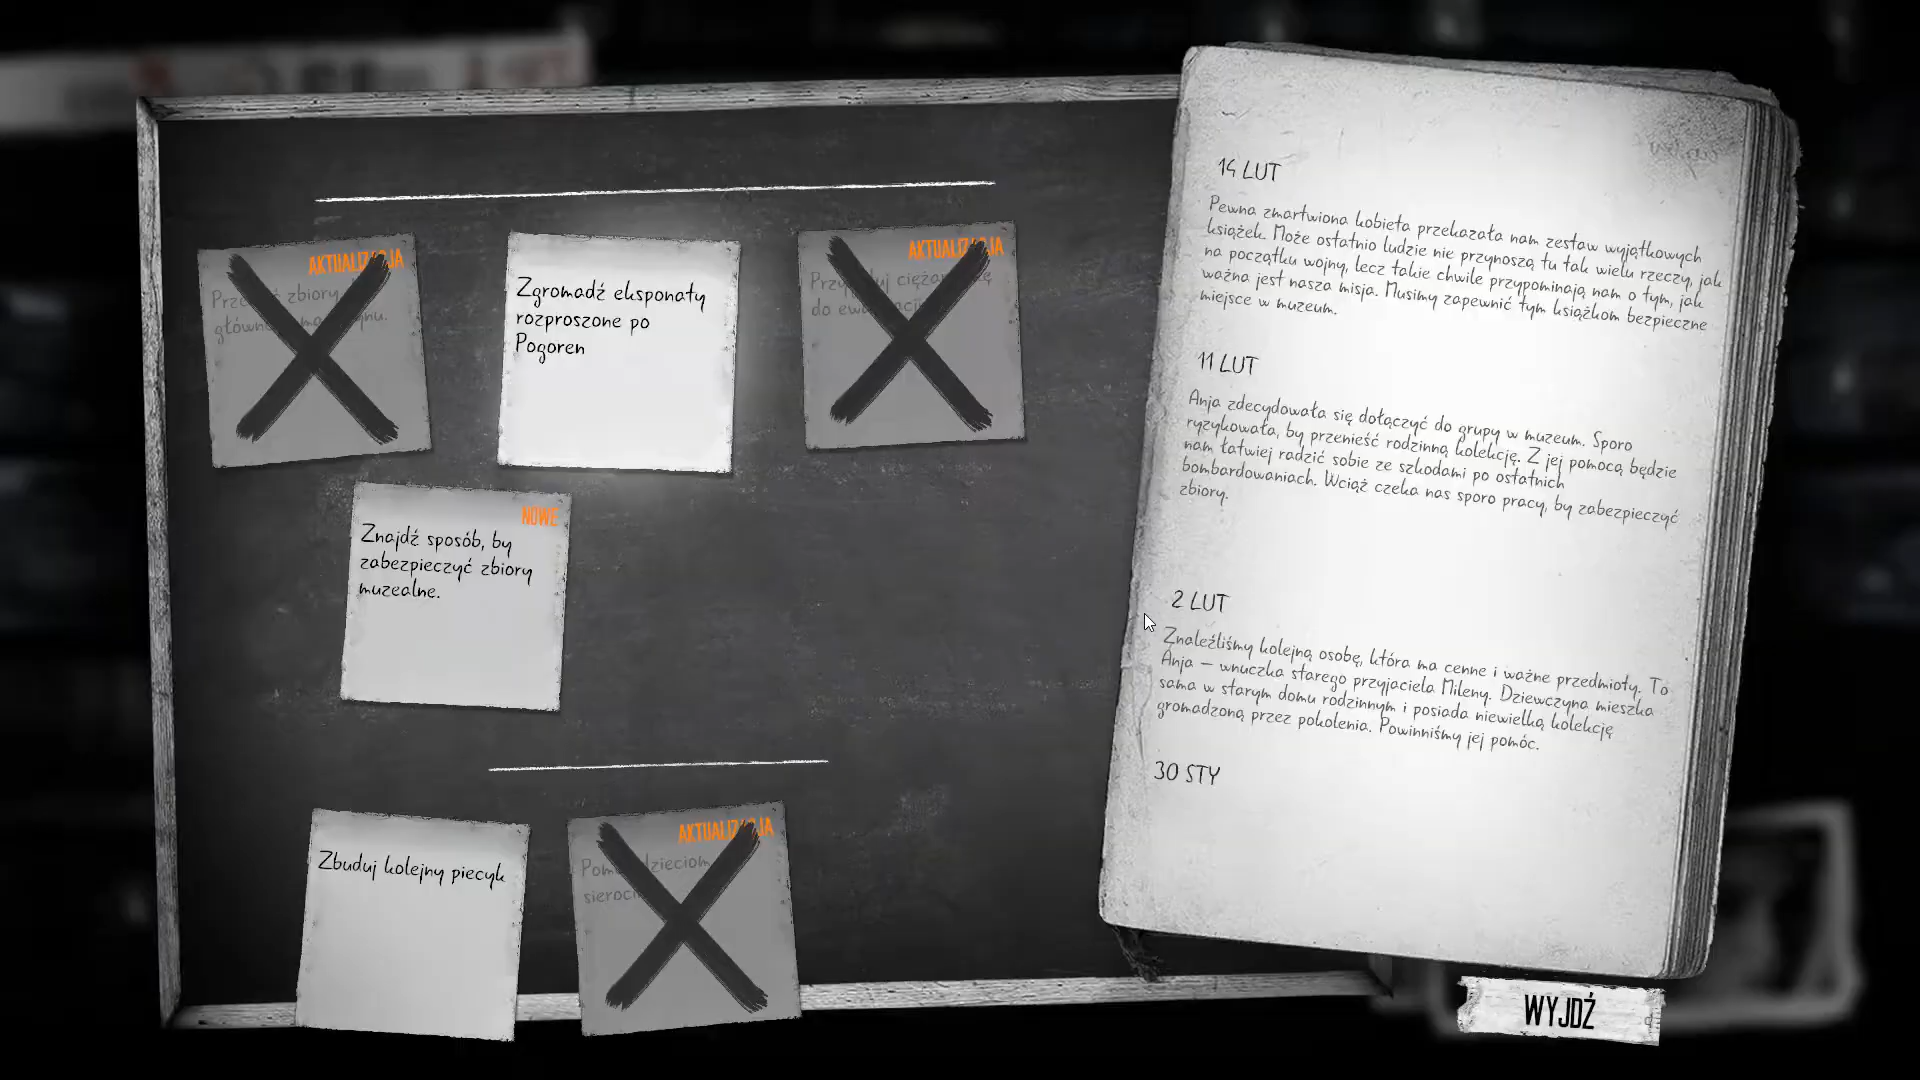 AKTUALIZACJA
zbiory
główne
Zgromadź eksponaty
rozproszone po
Pogoren
AKTUALIZACJA
do
NOWE
Znajdź sposób, by
zabezpieczyć zbiory
muzealne.
Zbuduj kolejny piecyk
AKTUALIZACJA
dzieciom
14 LUT
Pewna zmartwiona kobieta przekazała nam zestaw wyjątkowych
książek. Może ostatnio ludzie nie przynoszą tu tak wielu rzeczy, jak
na początku wojny, lecz takie chwile przypominają nam o tym, jak
ważna jest nasza misja. Musimy zapewnić tym książkom bezpieczne
miejsce w muzeum.
11 LUT
Anja zdecydowała się dołączyć do grupy w muzeum. Sporo
ryzykowała, by przenieść rodzinną kolekcję. Z jej pomocą będzie
nam łatwiej radzić sobie ze szkodami po ostatnich
bombardowaniach. Wciąż czeka nas sporo pracy, by zabezpieczyć
zbiory.
2 LUT
Znaleźliśmy kolejną osobę, która ma cenne i ważne przedmioty. To
Anja — wnuczka starego przyjaciela Mileny. Dziewczyna mieszka
sama w starym domu rodzinnym i posiada niewielką kolekcję
gromadzoną przez pokolenia. Powinniśmy jej pomóc.
30 STY
WYJDŹ